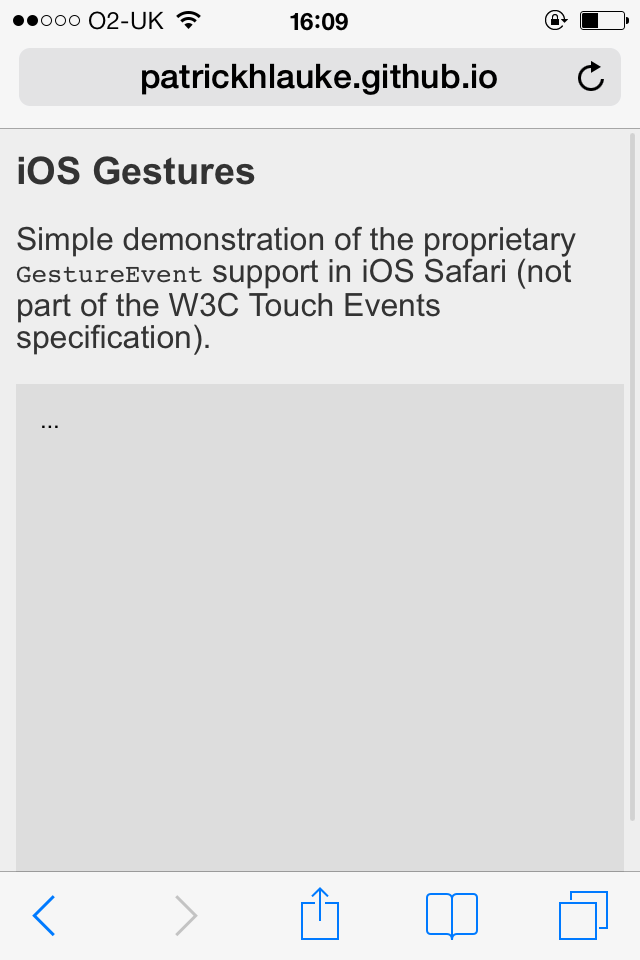 O2-UK 16:09
patrickhlauke.github.io
iOS Gestures
Simple demonstration of the proprietary
GestureEvent support in iOS Safari (not
part of the W3C Touch Events
specification).
...